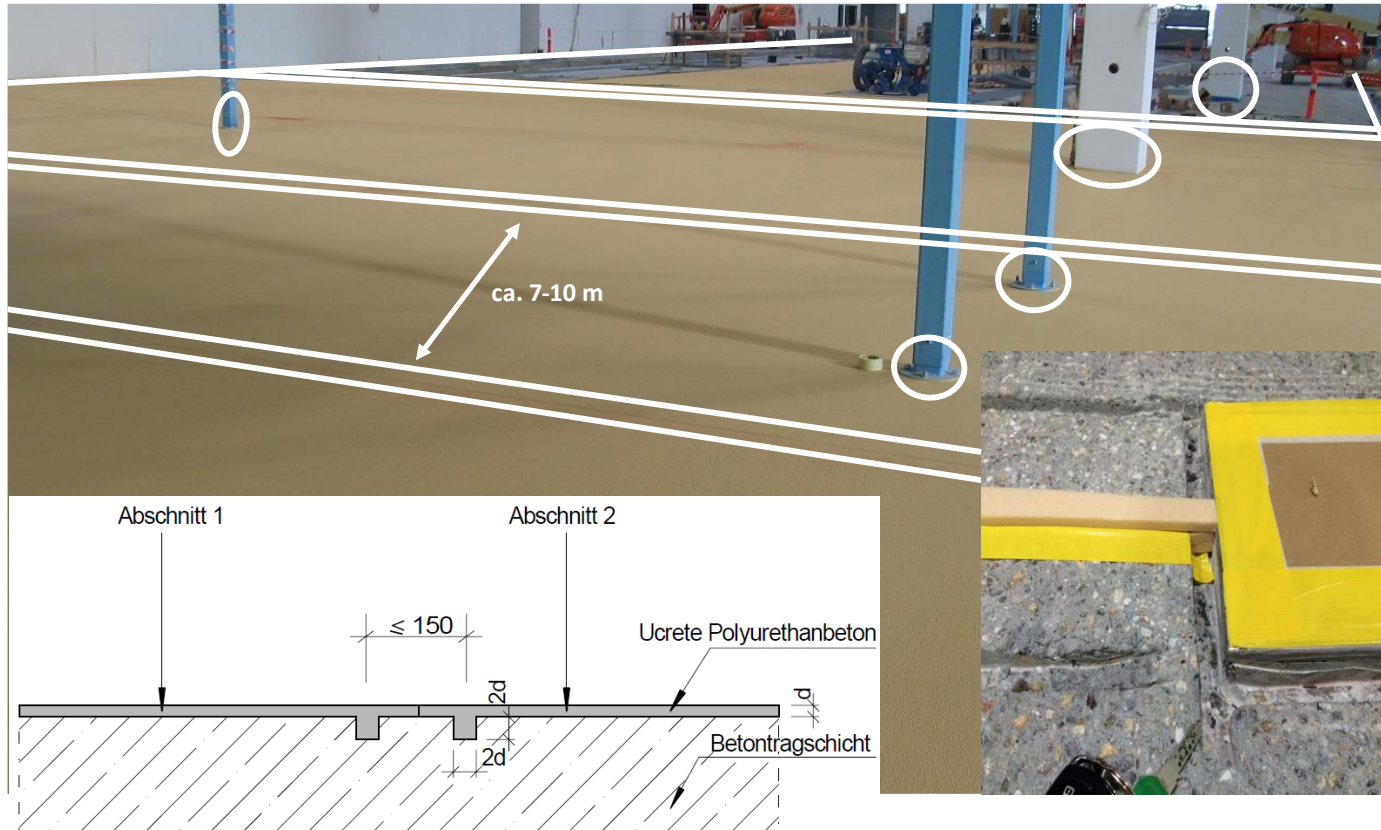 ca. 7-10 m
Abschnitt 1
Abschnitt 2
≤ 150
Ucrete Polyurethanbeton
2d
d
Betontragschicht
2d